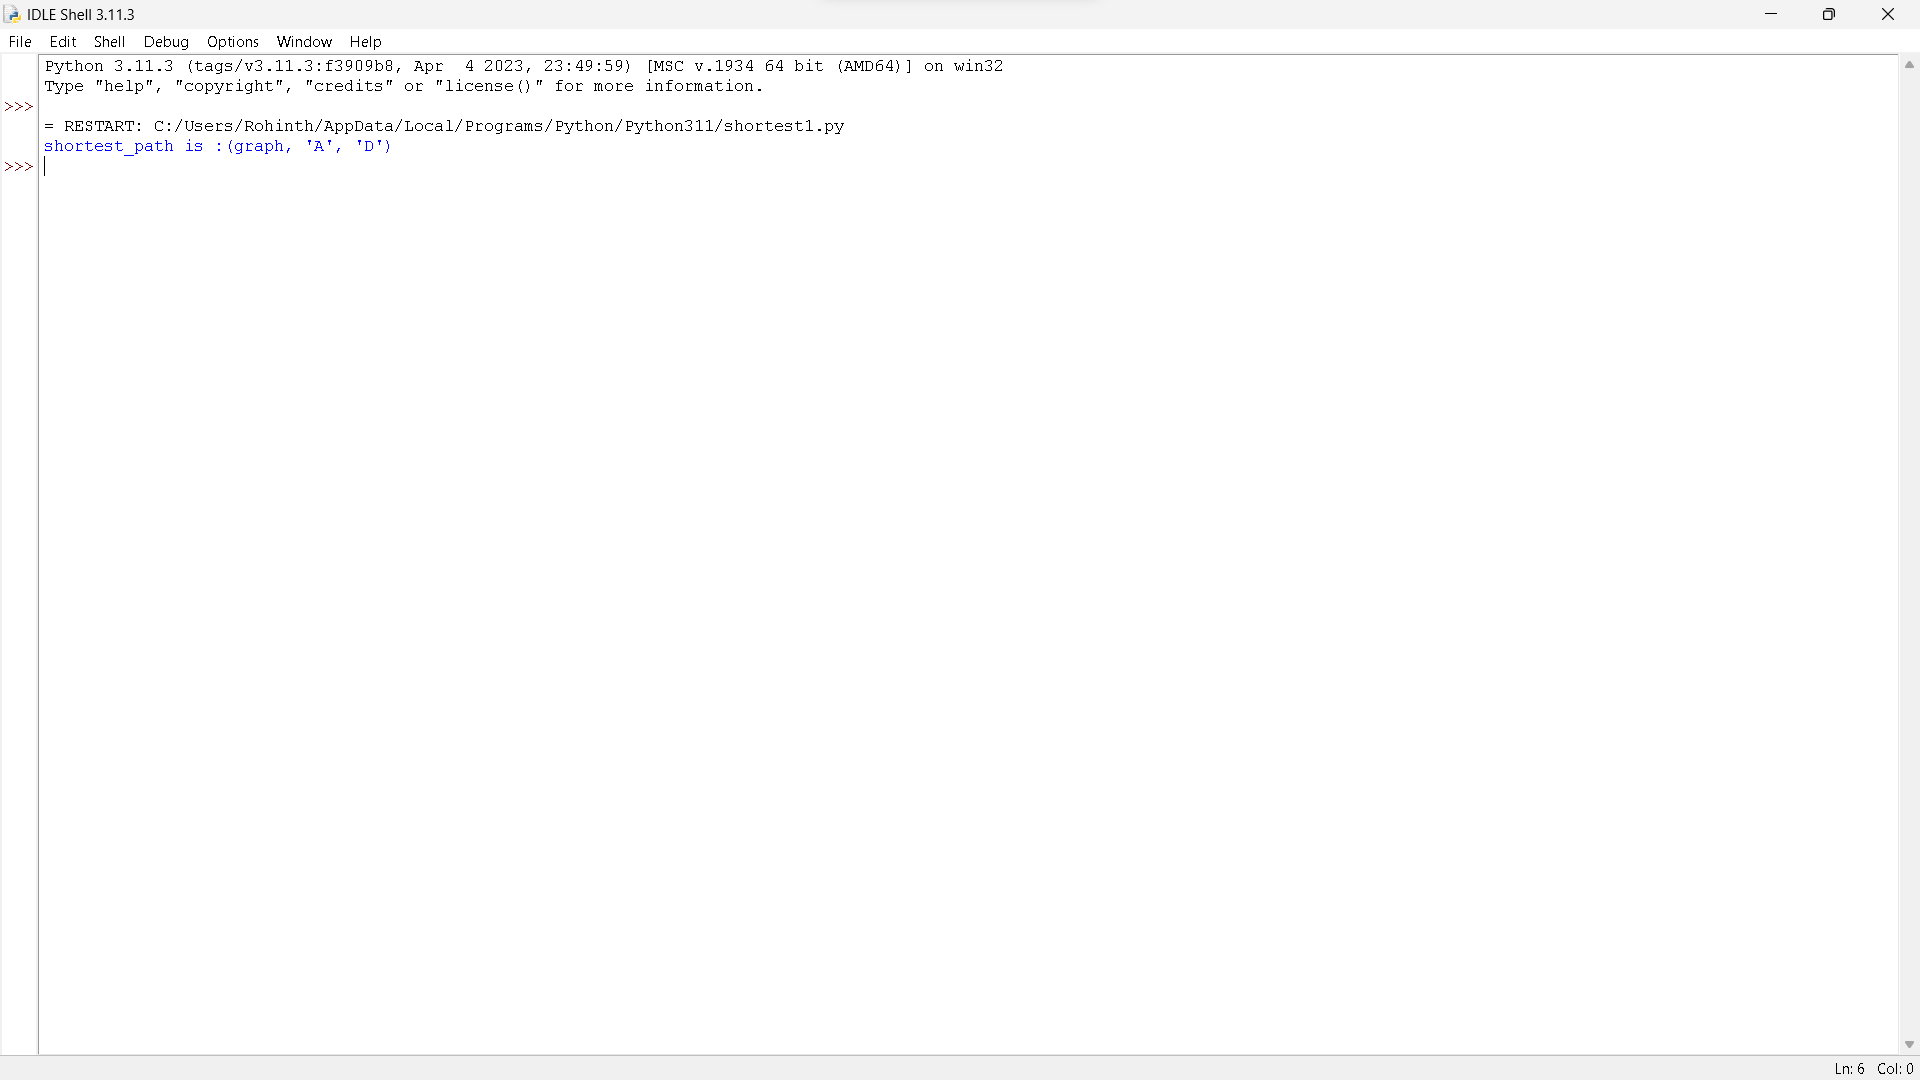 IDLE Shell 3.11.3
File Edit Shell Debug Options Window Help
Python 3.11.3 (tags/v3.11.3:f3909b8, Apr  4 2023, 23:49:59) [MSC v.1934 64 bit (AMD64)] on win32
Type "help", "copyright", "credits" or "license()" for more information.
>>>
= RESTART: C:/Users/Rohinth/AppData/Local/Programs/Python/Python311/shortest1.py
shortest_path is :(graph, 'A', 'D')
>>>
Ln: 6 Col: 0